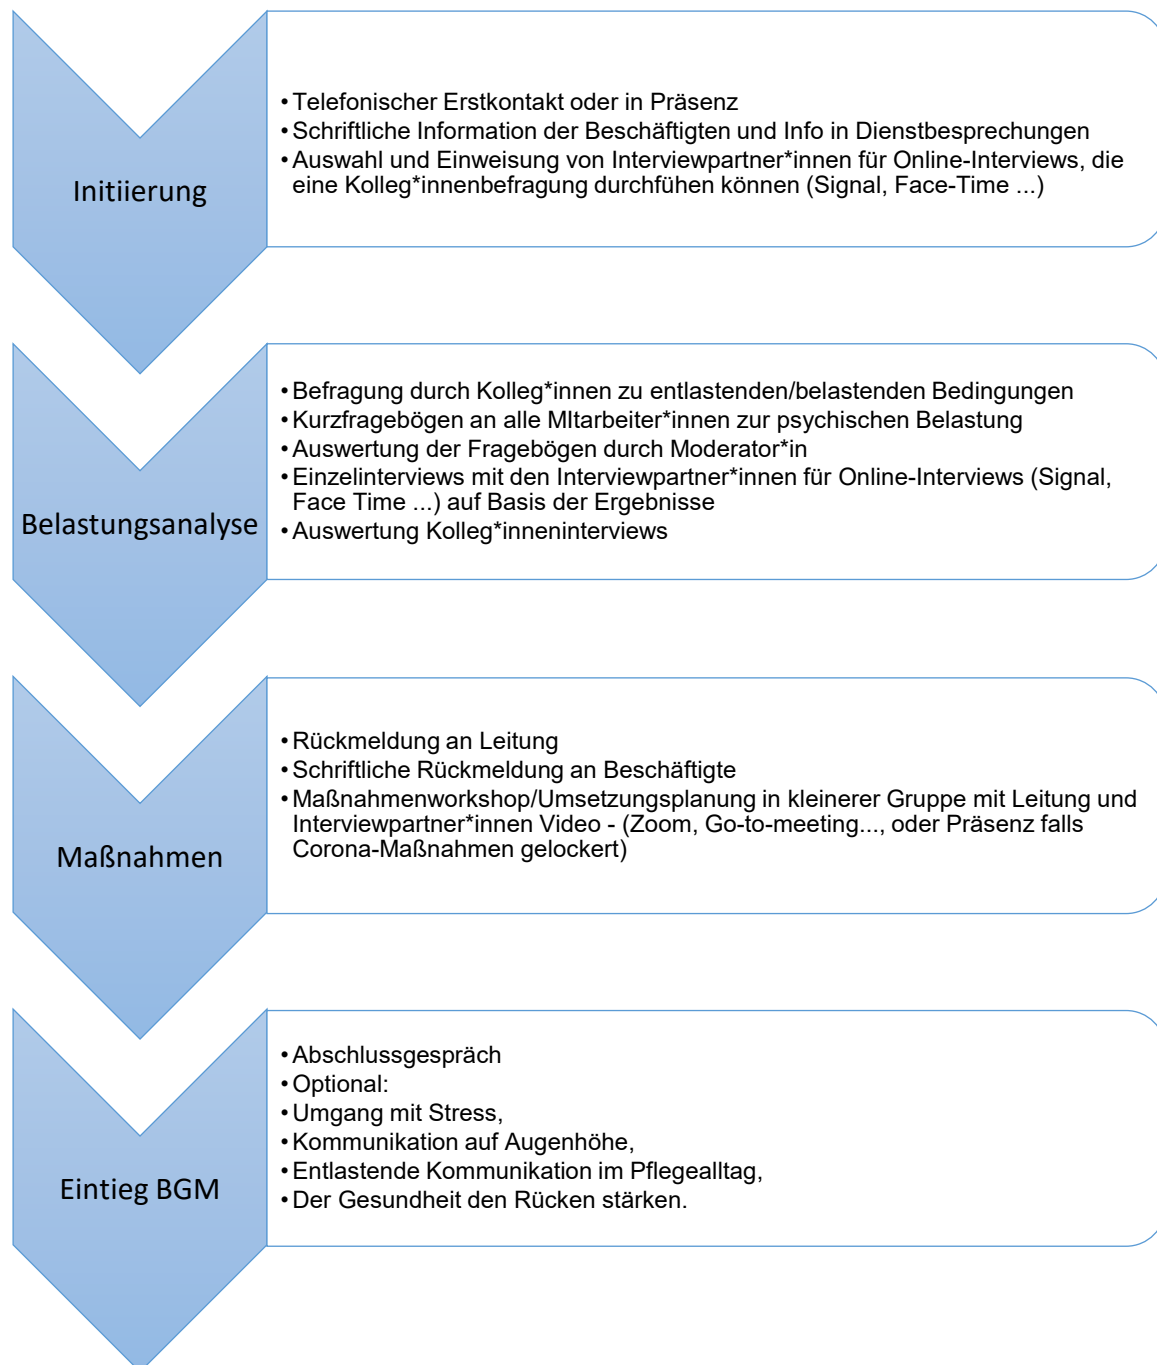 Initiierung
• Telefonischer Erstkontakt oder in Präsenz
• Schriftliche Information der Beschäftigten und Info in Dienstbesprechungen
• Auswahl und Einweisung von Interviewpartner*innen für Online-Interviews, die
eine Kolleg*innenbefragung durchfühen können (Signal, Face-Time ...)
Belastungsanalyse
• Befragung durch Kolleg*innen zu entlastenden/belastenden Bedingungen
• Kurzfragebögen an alle MItarbeiter*innen zur psychischen Belastung
• Auswertung der Fragebögen durch Moderator*in
• Einzelinterviews mit den Interviewpartner*innen für Online-Interviews (Signal,
Face Time ...) auf Basis der Ergebnisse
• Auswertung Kolleg*inneninterviews
Maßnahmen
• Rückmeldung an Leitung
• Schriftliche Rückmeldung an Beschäftigte
• Maßnahmenworkshop/Umsetzungsplanung in kleinerer Gruppe mit Leitung und
Interviewpartner*innen Video - (Zoom, Go-to-meeting..., oder Präsenz falls
Corona-Maßnahmen gelockert)
Eintieg BGM
• Abschlussgespräch
• Optional:
• Umgang mit Stress,
• Kommunikation auf Augenhöhe,
• Entlastende Kommunikation im Pflegealltag,
• Der Gesundheit den Rücken stärken.